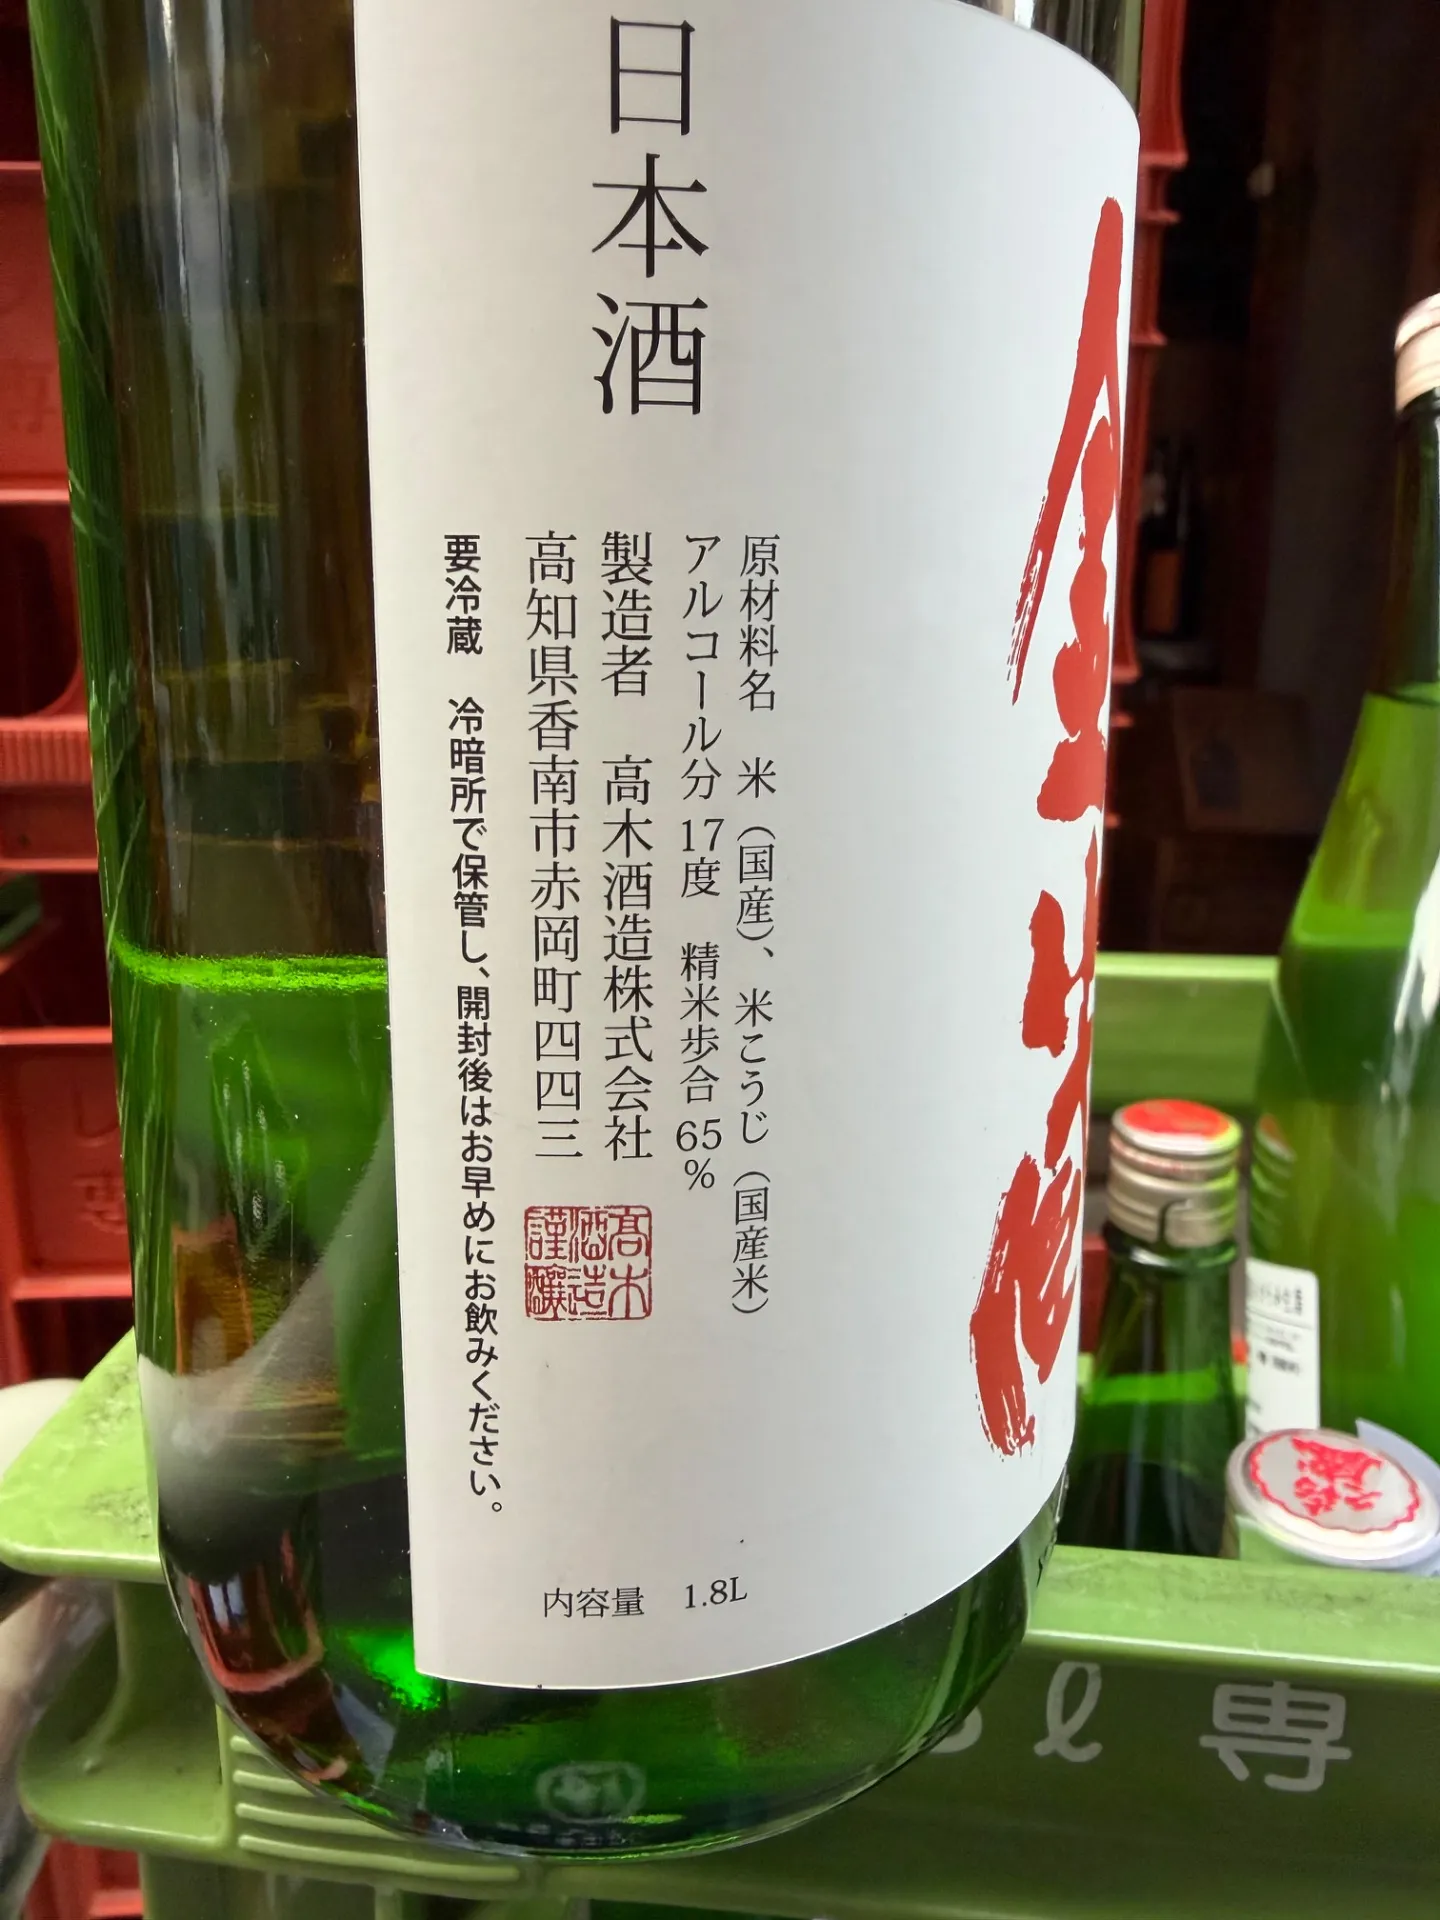 日本酒
原材料名　米（国産）、米こうじ（国産米）
アルコール分 17度　精米歩合 65%
製造者　高木酒造株式会社
高知県香南市赤岡町四四三
要冷蔵　冷暗所で保管し、開封後はお早めにお飲みください。
高木酒造謹醸
内容量　1.8L
ℓ 専